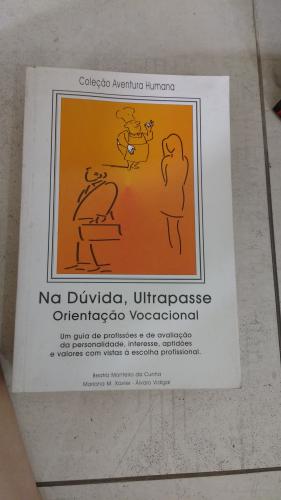 Coleção Aventura Humana
Na Dúvida, Ultrapasse
Orientação Vocacional
Um guia de profissões e de avaliação
da personalidade, interesse, aptidões
e valores com vistas à escolha profissional.
Beatriz Monteiro da Cunha
Mariana M. Xavier - Álvaro Vidigal